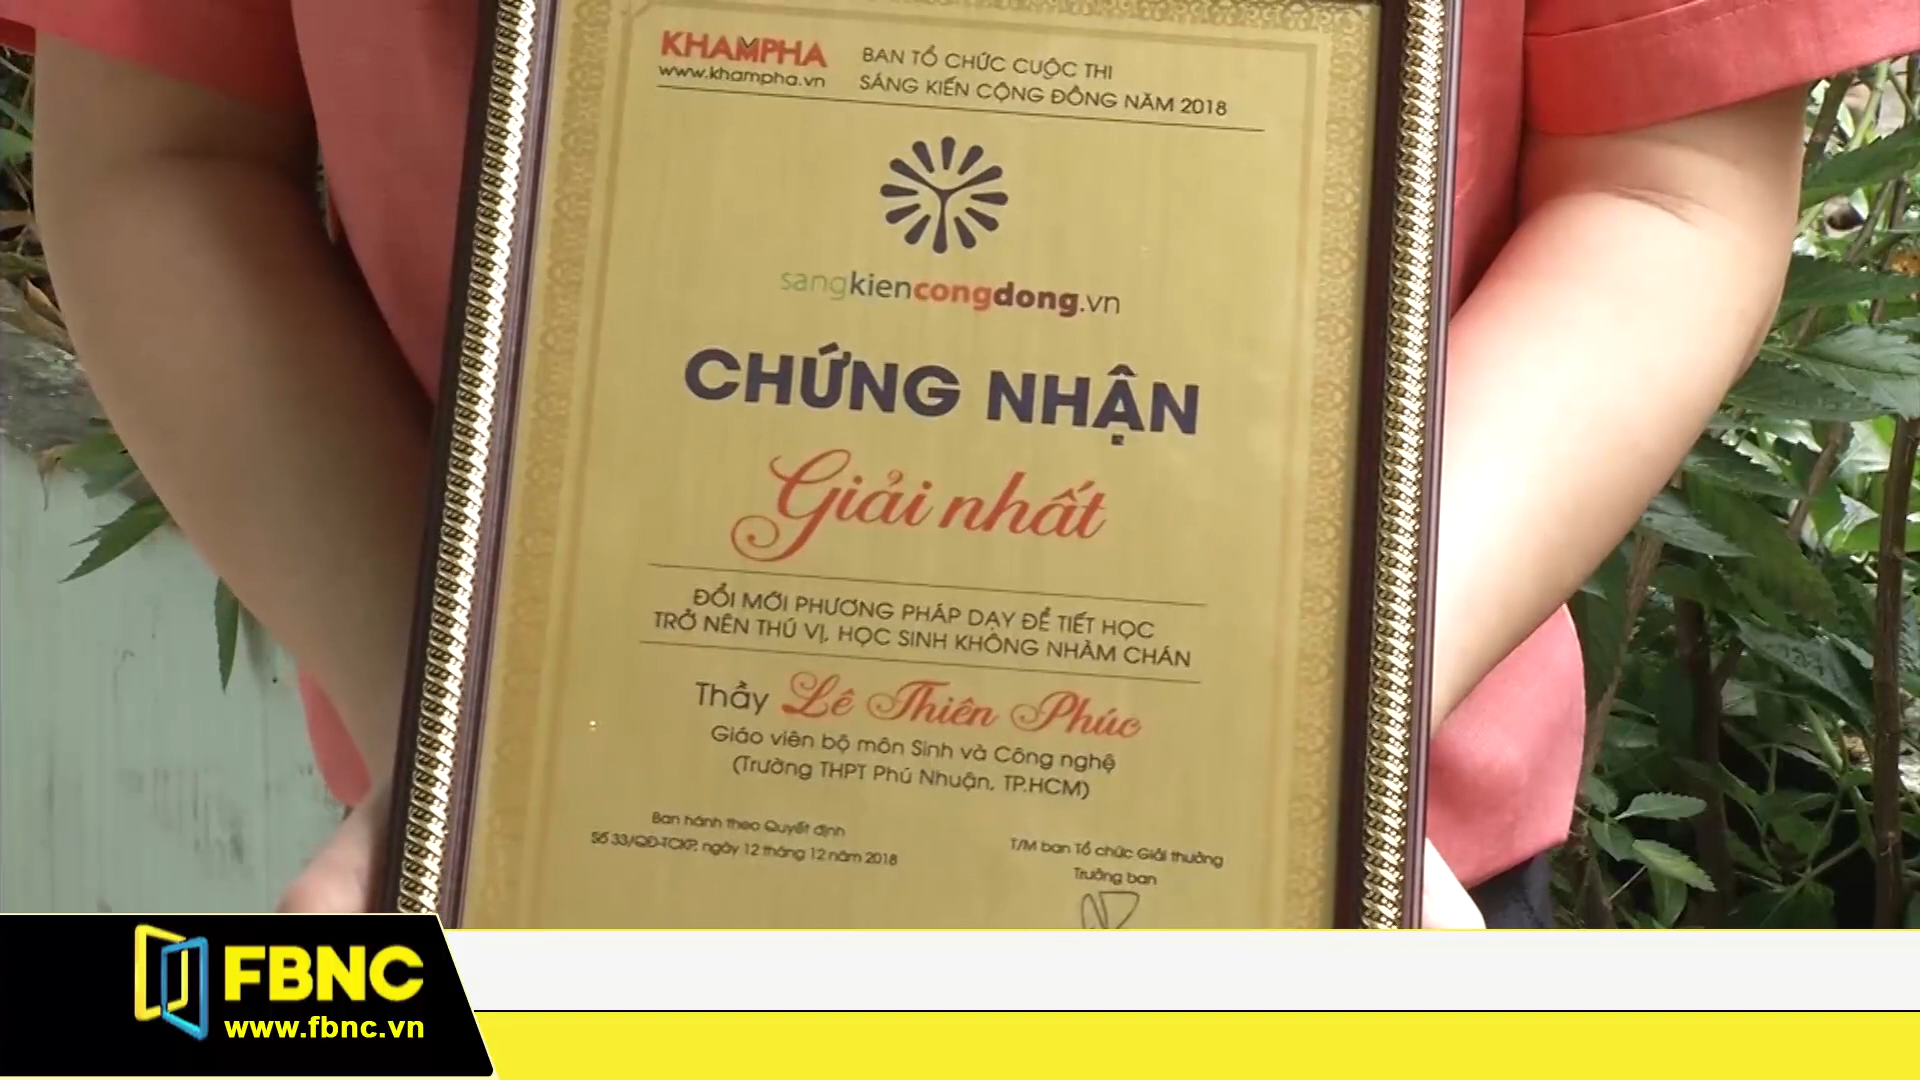 KHAMPHA
www.khampha.vn
BAN TỔ CHỨC CUỘC THI
SÁNG KIẾN CỘNG ĐỒNG NĂM 2018
sangkiencongdong.vn
CHỨNG NHẬN
Giải nhất
ĐỔI MỚI PHƯƠNG PHÁP DẠY ĐỂ TIẾT HỌC
TRỞ NÊN THÚ VỊ, HỌC SINH KHÔNG NHÀM CHÁN
Thầy Lê Thiên Phúc
Giáo viên bộ môn Sinh và Công nghệ
(Trường THPT Phú Nhuận, TP.HCM)
Ban hành theo Quyết định
Số 33/QĐ-TCKP, ngày 12 tháng 12 năm 2018
T/M ban Tổ chức Giải thưởng
Trưởng ban
FBNC
www.fbnc.vn